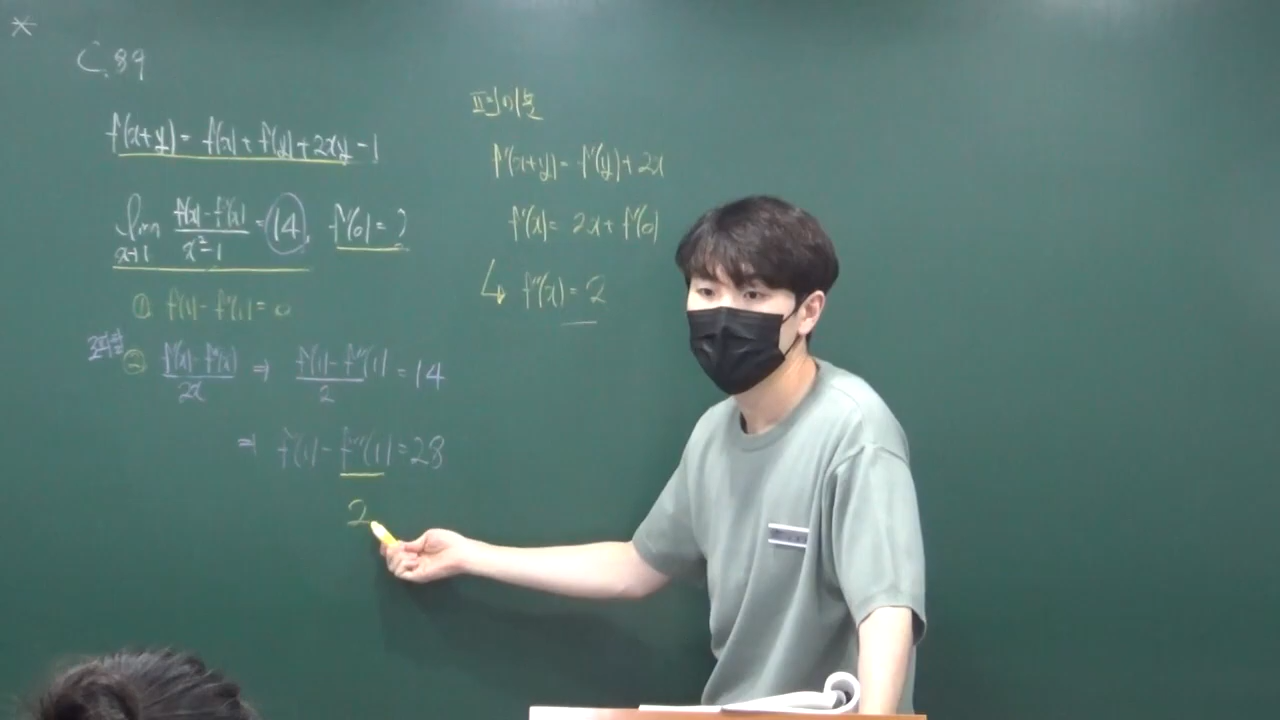 C.89
f(x+y) = f(x) + f(y) + 2xy - 1
lim x→1 (f(x) - f'(x))/(x²-1) = 14, f'(0) = ?
① f(1) - f'(1) = 0
② (f'(x) - f''(x))/2x ⇒ (f'(1) - f''(1))/2 = 14
⇒ f'(1) - f''(1) = 28
2
f'(x+y) = f'(y) + 2x
f'(x) = 2x + f'(0)
↳ f''(x) = 2